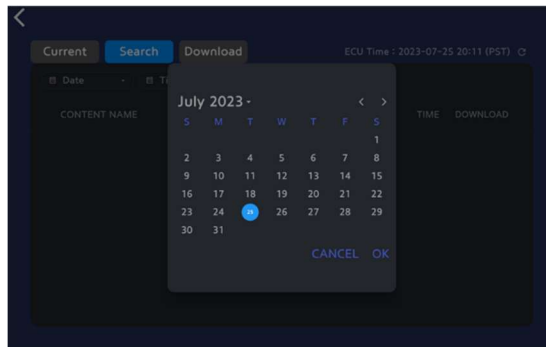 Current Search Download ECU Time : 2023-07-25 20:11 (PST)
Date - Ti
CONTENT NAME TIME DOWNLOAD
July 2023
S M T W T F S
1
2 3 4 5 6 7 8
9 10 11 12 13 14 15
16 17 18 19 20 21 22
23 24 25 26 27 28 29
30 31
CANCEL OK